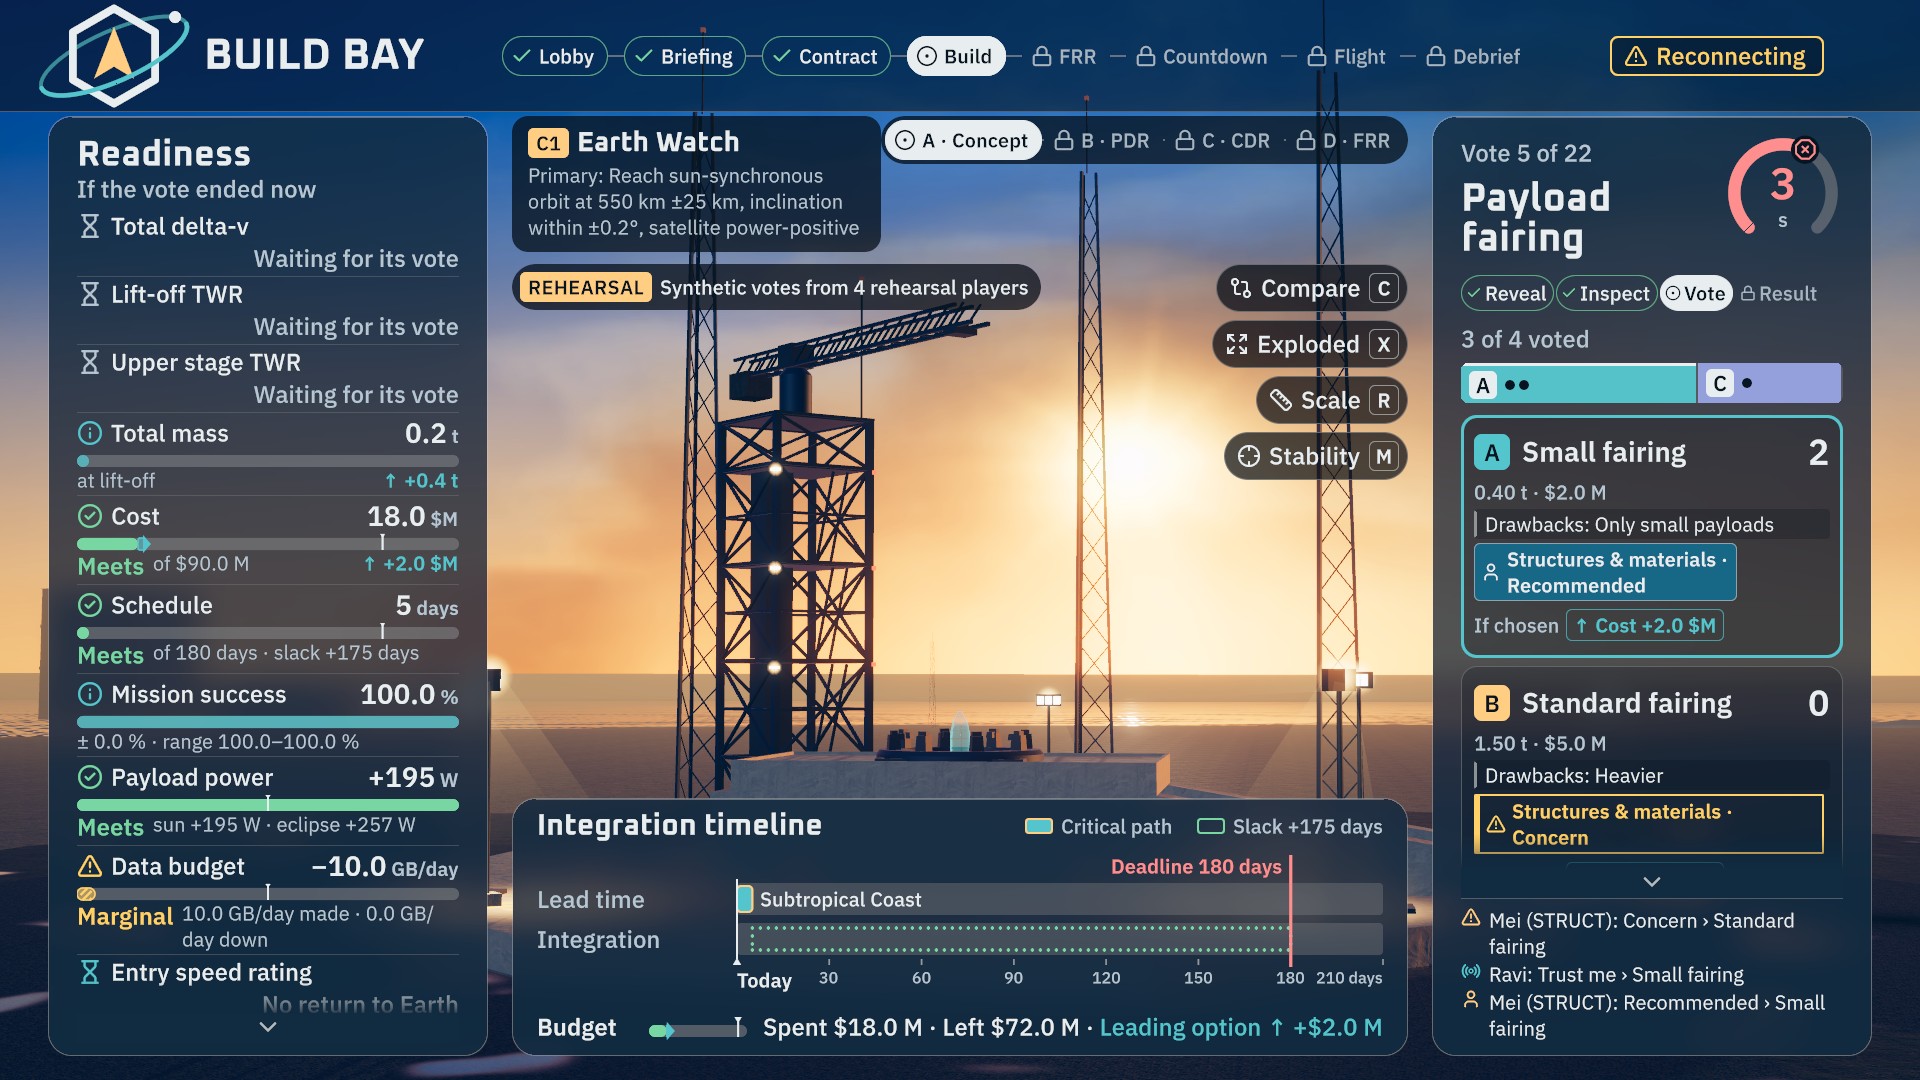 BUILD BAY
Lobby
Briefing
Contract
Build
FRR
Countdown
Flight
Debrief
Reconnecting
Readiness
If the vote ended now
Total delta-v
Waiting for its vote
Lift-off TWR
Waiting for its vote
Upper stage TWR
Waiting for its vote
Total mass 0.2 t
at lift-off ↑ +0.4 t
Cost 18.0 $M
Meets of $90.0 M ↑ +2.0 $M
Schedule 5 days
Meets of 180 days · slack +175 days
Mission success 100.0 %
± 0.0 % · range 100.0–100.0 %
Payload power +195 W
Meets sun +195 W · eclipse +257 W
Data budget −10.0 GB/day
Marginal 10.0 GB/day made · 0.0 GB/
day down
Entry speed rating
No return to Earth
C1 Earth Watch
Primary: Reach sun-synchronous
orbit at 550 km ±25 km, inclination
within ±0.2°, satellite power-positive
A · Concept · B · PDR · C · CDR · D · FRR
REHEARSAL Synthetic votes from 4 rehearsal players
Compare C
Exploded X
Scale R
Stability M
Integration timeline
Critical path
Slack +175 days
Deadline 180 days
Lead time Subtropical Coast
Integration
Today 30 60 90 120 150 180 210 days
Budget Spent $18.0 M · Left $72.0 M · Leading option ↑ +$2.0 M
Vote 5 of 22
Payload
fairing
3
s
Reveal Inspect Vote Result
3 of 4 voted
A C
A Small fairing 2
0.40 t · $2.0 M
Drawbacks: Only small payloads
Structures & materials ·
Recommended
If chosen ↑ Cost +2.0 $M
B Standard fairing 0
1.50 t · $5.0 M
Drawbacks: Heavier
Structures & materials ·
Concern
Mei (STRUCT): Concern › Standard
fairing
Ravi: Trust me › Small fairing
Mei (STRUCT): Recommended › Small
fairing